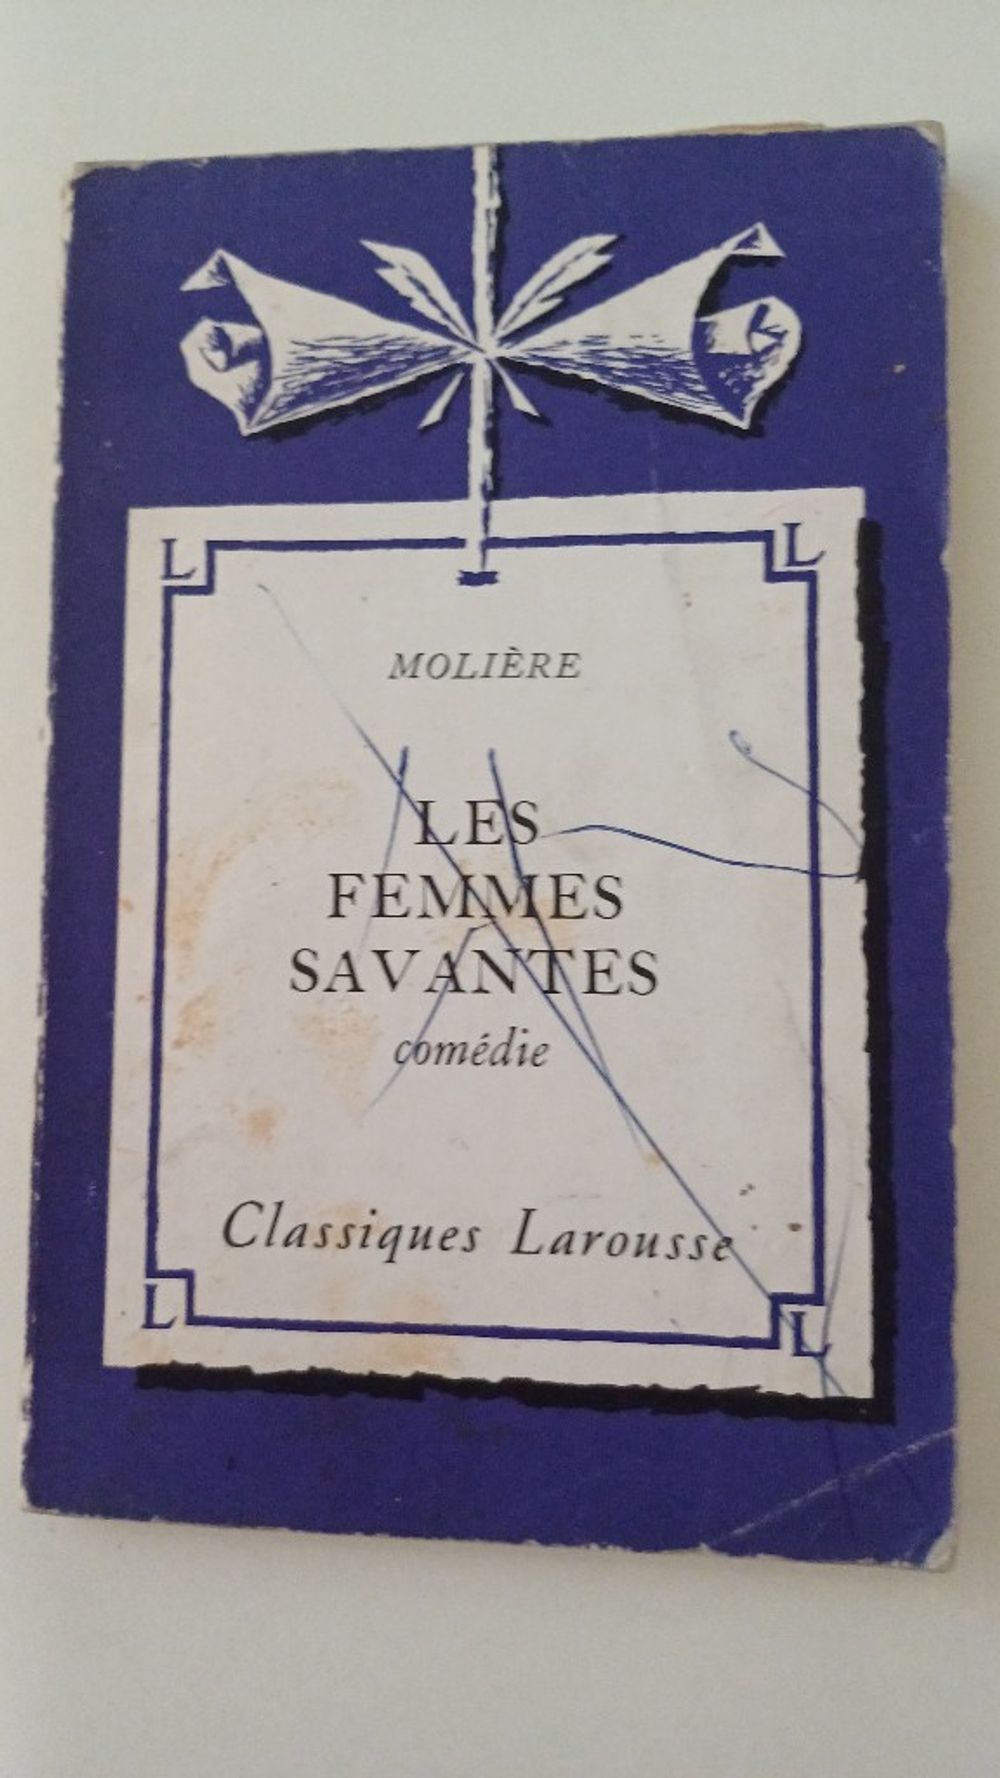 L L
MOLIÈRE
LES
FEMMES
SAVANTES
comédie
Classiques Larousse
L L